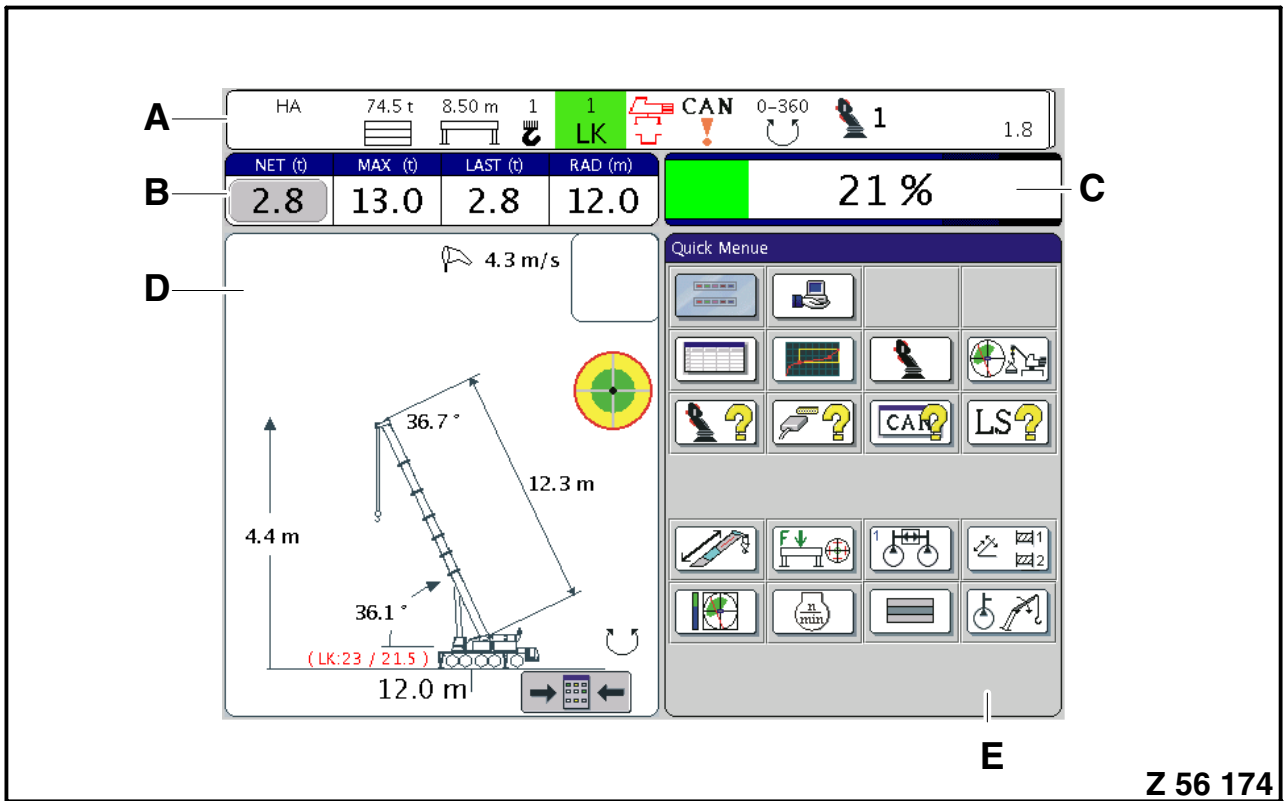 A
HA 74.5 t 8.50 m 1 1 LK CAN 0-360 1 1.8
B
NET (t) MAX (t) LAST (t) RAD (m)
2.8 13.0 2.8 12.0
21 %
C
D
4.3 m/s
36.7 °
12.3 m
4.4 m
36.1 °
( LK:23 / 21.5 )
12.0 m
Quick Menue
CAN LS
F 1 1
2
n
min
E
Z 56 174